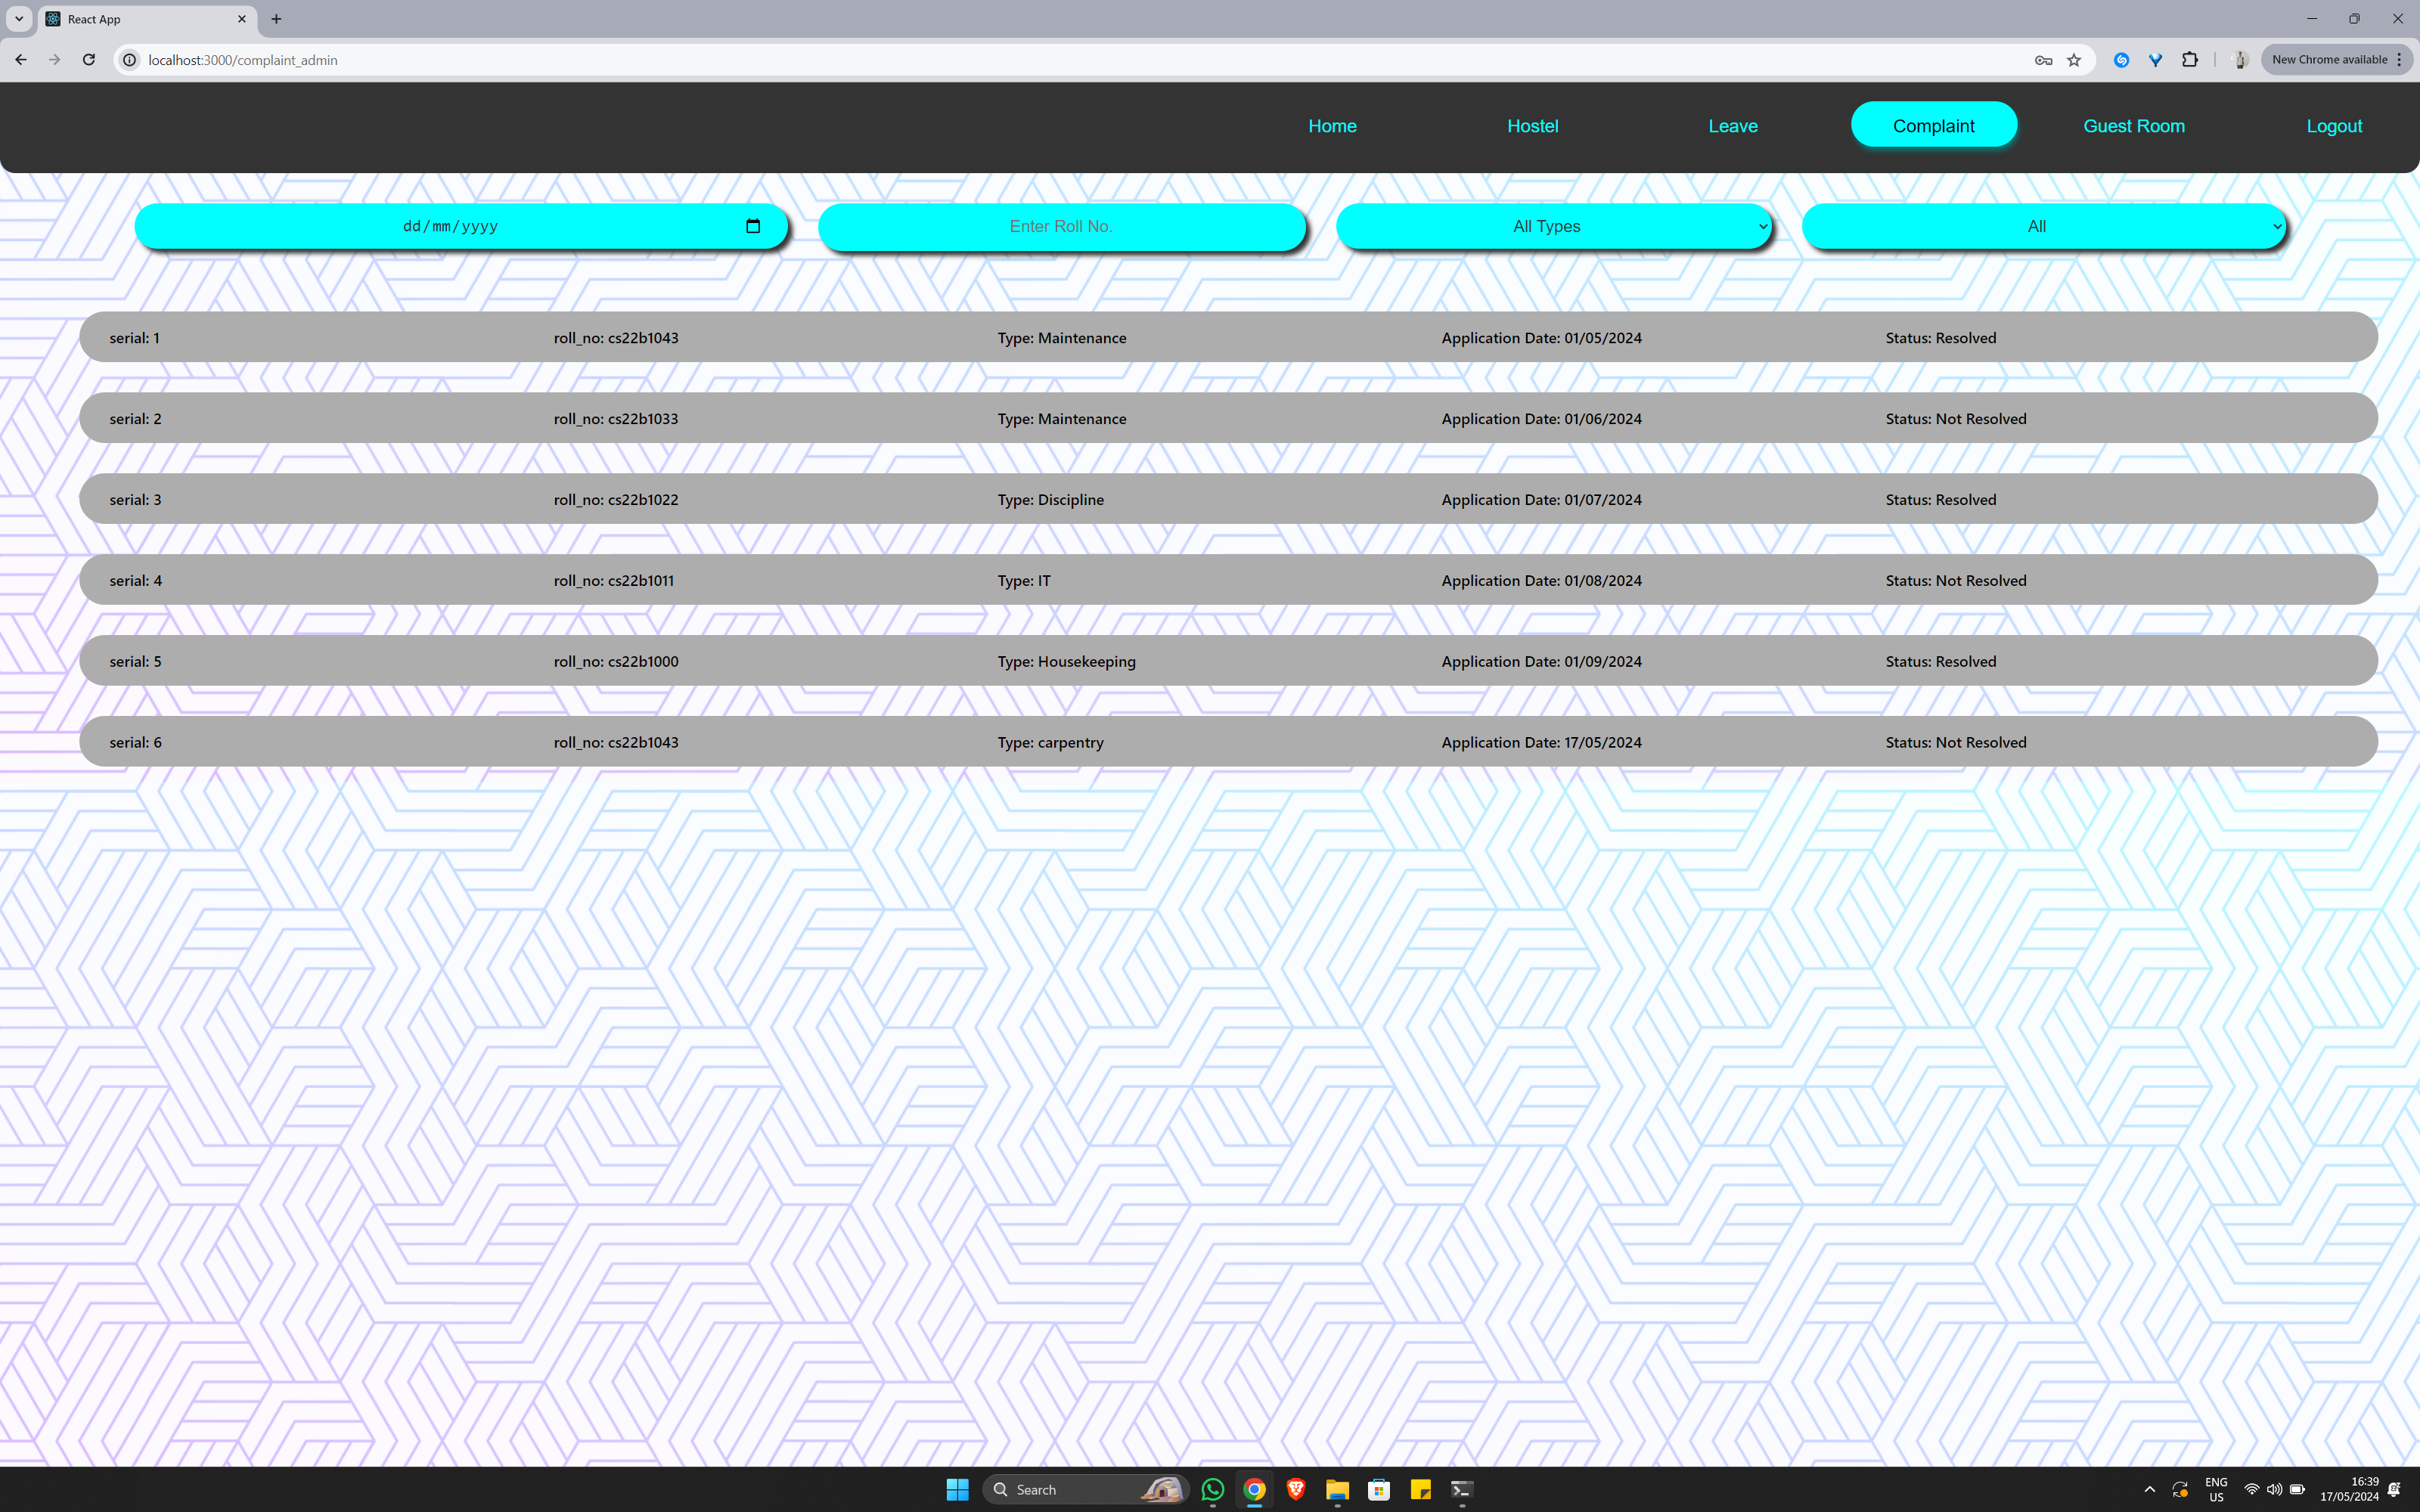 React App
localhost:3000/complaint_admin
New Chrome available
Home Hostel Leave Complaint Guest Room Logout
dd/mm/yyyy Enter Roll No. All Types All
serial: 1 roll_no: cs22b1043 Type: Maintenance Application Date: 01/05/2024 Status: Resolved
serial: 2 roll_no: cs22b1033 Type: Maintenance Application Date: 01/06/2024 Status: Not Resolved
serial: 3 roll_no: cs22b1022 Type: Discipline Application Date: 01/07/2024 Status: Resolved
serial: 4 roll_no: cs22b1011 Type: IT Application Date: 01/08/2024 Status: Not Resolved
serial: 5 roll_no: cs22b1000 Type: Housekeeping Application Date: 01/09/2024 Status: Resolved
serial: 6 roll_no: cs22b1043 Type: carpentry Application Date: 17/05/2024 Status: Not Resolved
Search
ENG 16:39
US 17/05/2024